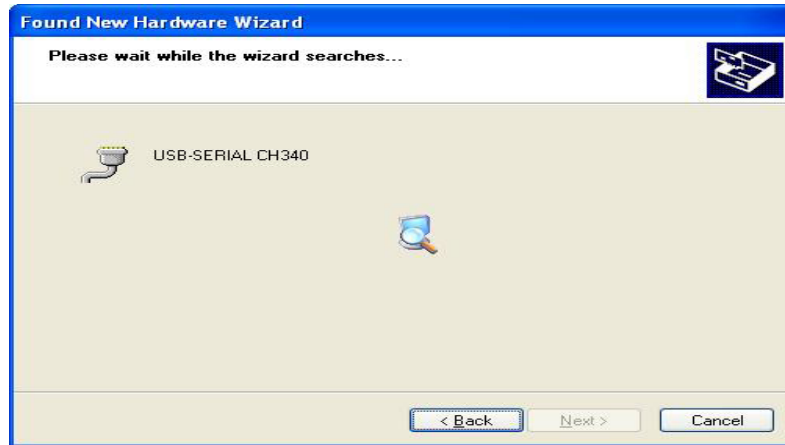 Found New Hardware Wizard
Please wait while the wizard searches...
USB-SERIAL CH340
< Back
Next >
Cancel